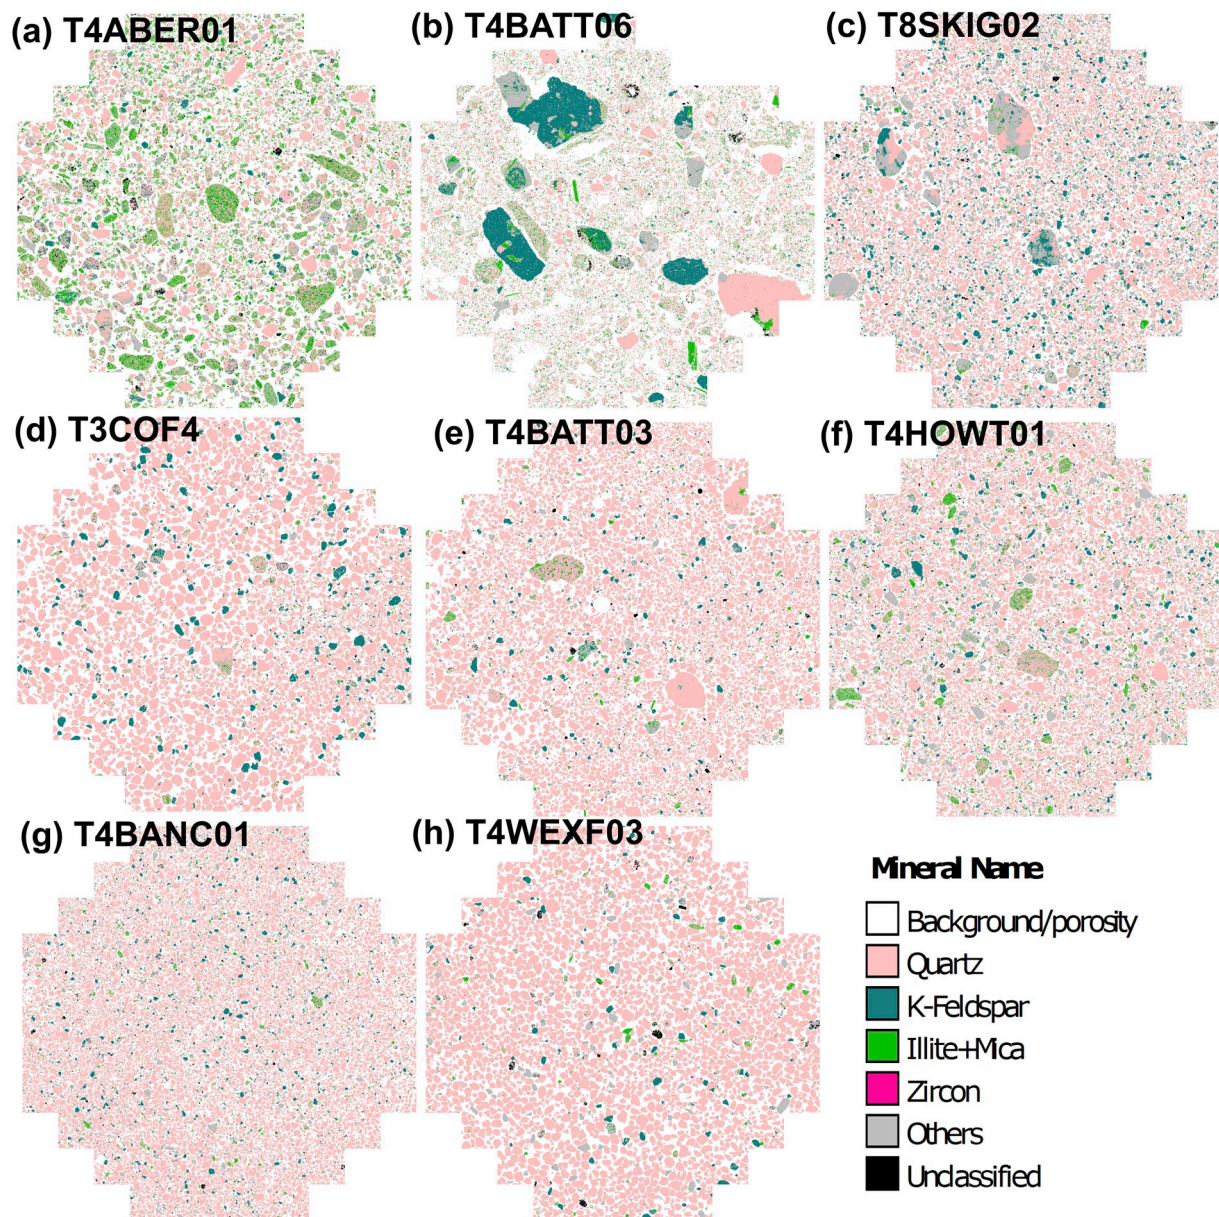 (a) T4ABER01
(b) T4BATT06
(c) T8SKIG02
(d) T3COF4
(e) T4BATT03
(f) T4HOWT01
(g) T4BANC01
(h) T4WEXF03
Mineral Name
Background/porosity
Quartz
K-Feldspar
Illite+Mica
Zircon
Others
Unclassified